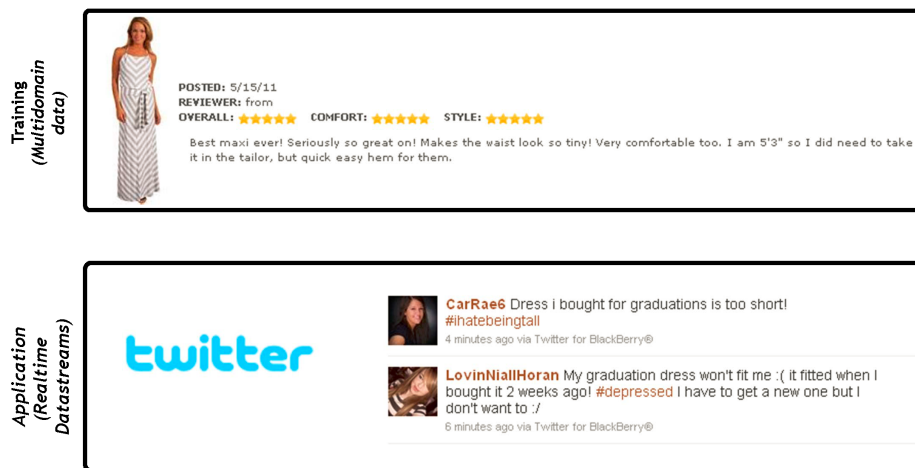 Training
(Multidomain
data)
POSTED: 5/15/11
REVIEWER: from
OVERALL: COMFORT: STYLE:
Best maxi ever! Seriously so great on! Makes the waist look so tiny! Very comfortable too. I am 5'3" so I did need to take
it in the tailor, but quick easy hem for them.
Application
(Realtime
Datastreams)
twitter
CarRae6 Dress i bought for graduations is too short!
#ihatebeingtall
4 minutes ago via Twitter for BlackBerry®
LovinNiallHoran My graduation dress won't fit me :( it fitted when I
bought it 2 weeks ago! #depressed I have to get a new one but I
don't want to :/
6 minutes ago via Twitter for BlackBerry®